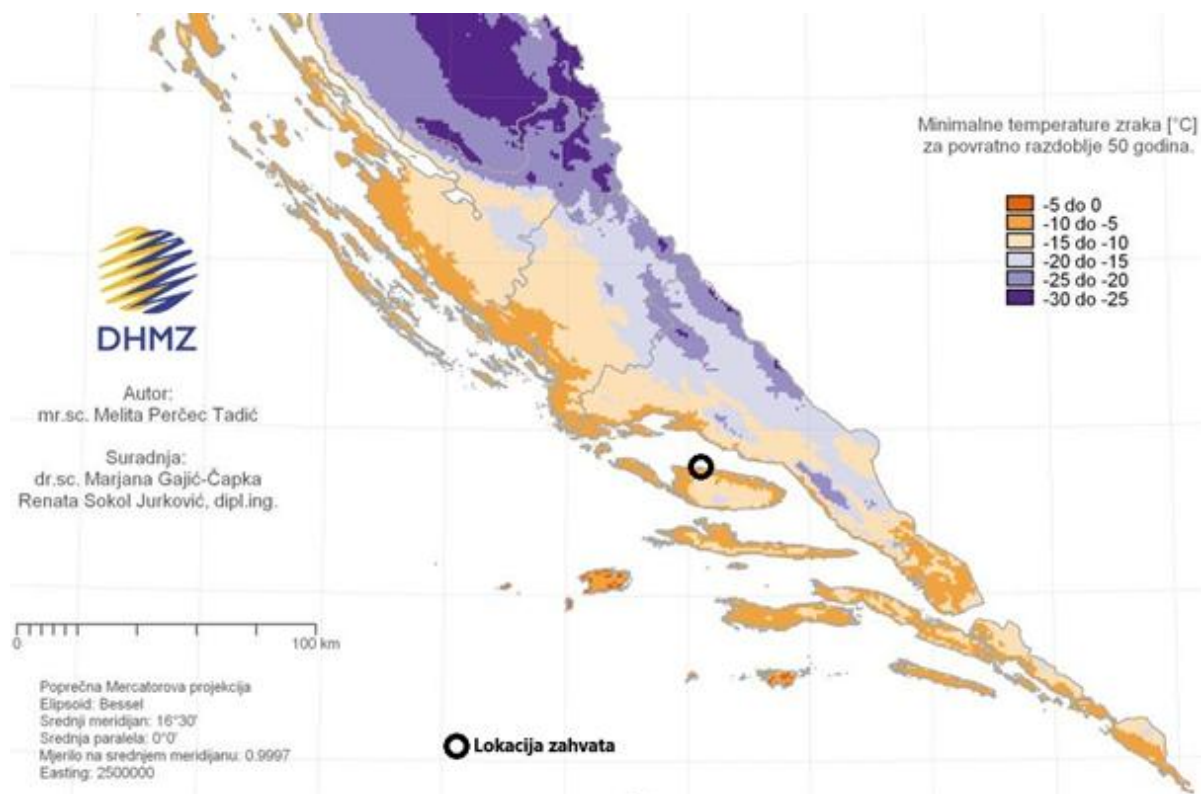 Minimalne temperature zraka [°C]
za povratno razdoblje 50 godina.
-5 do 0
-10 do -5
-15 do -10
-20 do -15
-25 do -20
-30 do -25
DHMZ
Autor:
mr.sc. Melita Perčec Tadić
Suradnja:
dr.sc. Marjana Gajić-Čapka
Renata Sokol Jurković, dipl.ing.
0 100 km
Poprečna Mercatorova projekcija
Elipsoid: Bessel
Srednji meridijan: 16°30'
Srednja paralela: 0°0'
Mjerilo na srednjem meridijanu: 0.9997
Easting: 2500000
Lokacija zahvata